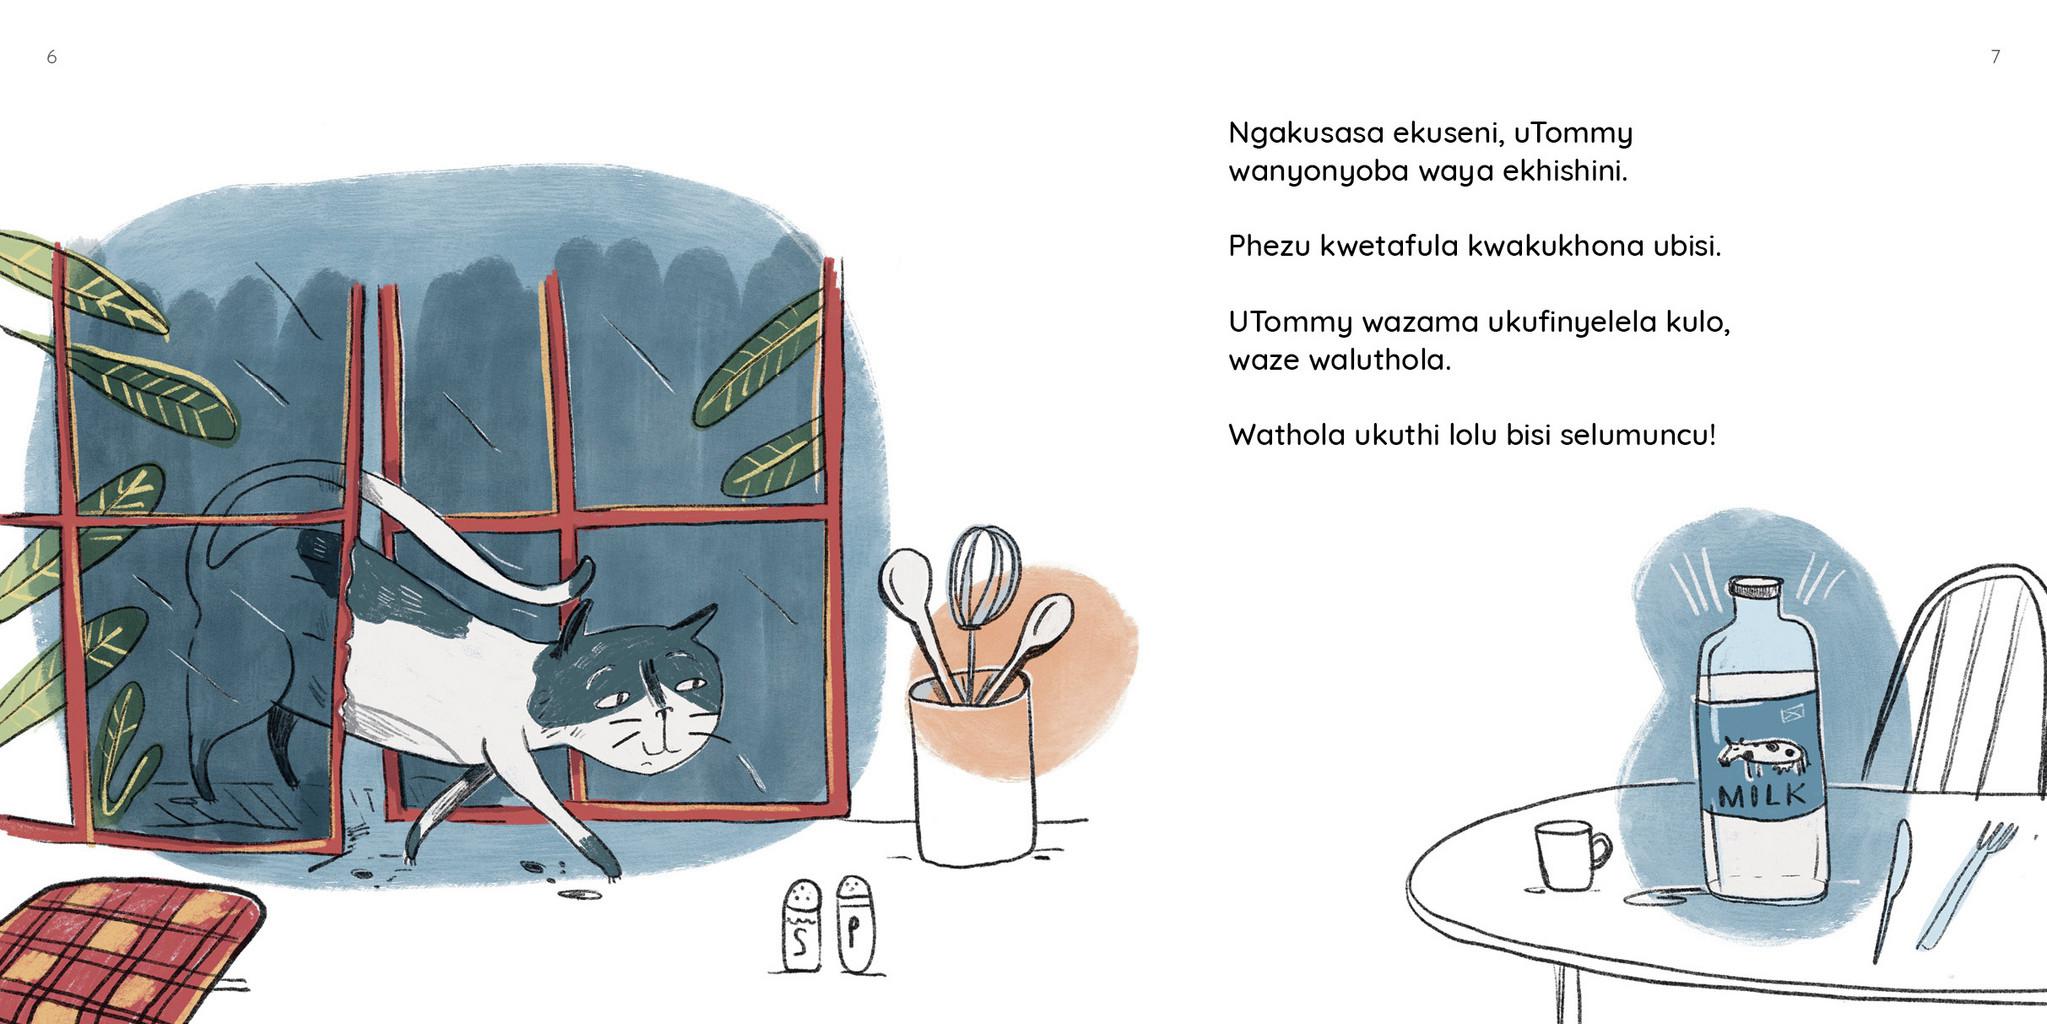 6
7
Ngakusasa ekuseni, uTommy
wanyonyoba waya ekhishini.
Phezu kwetafula kwakukhona ubisi.
UTommy wazama ukufinyelela kulo,
waze waluthola.
Wathola ukuthi lolu bisi selumuncu!
MILK
S
P